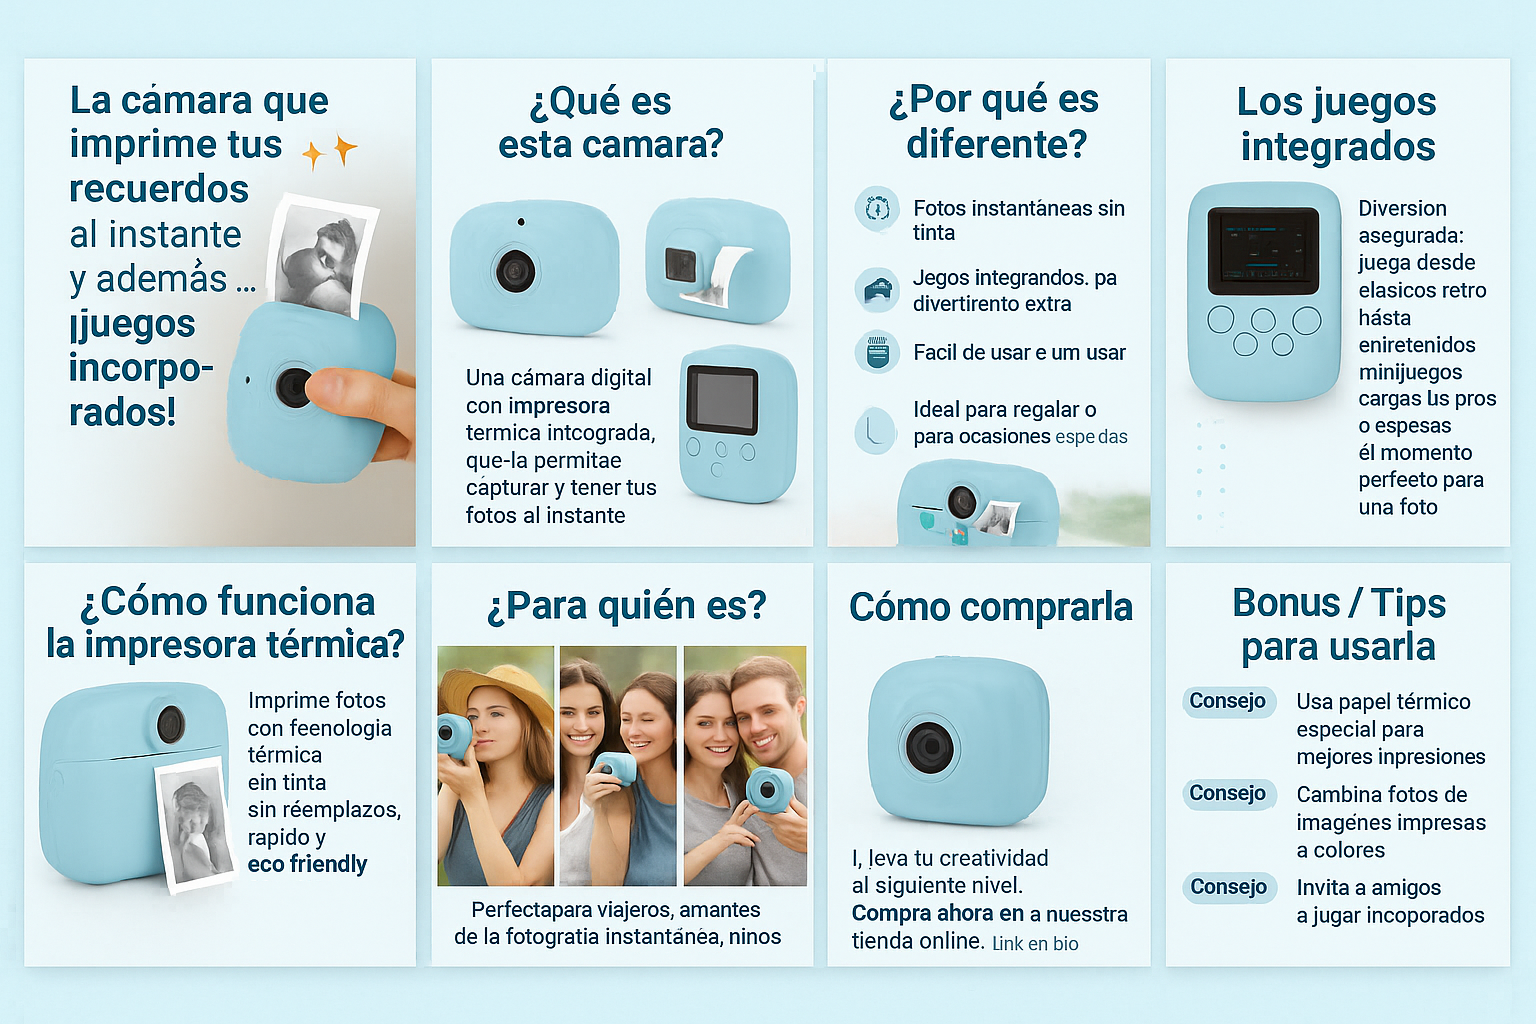 La cámara que
imprime tus
recuerdos
al instante
y además ...
¡juegos
incorpo-
rados!
¿Qué es
esta camara?
Una cámara digital
con impresora
termica intcograda,
que-la permitae
cápturar y tener tus
fotos al instante
¿Por qué es
diferente?
Fotos instantáneas sin
tinta
Jegos integrandos. pa
divertirento extra
Facil de usar e um usar
Ideal para regalar o
para ocasiones espe das
Los juegos
integrados
Diversion
asegurada:
juega desde
elasicos retro
hásta
eniretenidos
minijuegos
cargas lus pros
o espesas
él momento
perfeeto para
una foto
¿Cómo funciona
la impresora térmica?
Imprime fotos
con feenologia
térmica
ein tinta
sin réemplazos,
rapido y
eco friendly
¿Para quién es?
Perfectapara viajeros, amantes
de la fotogratia instantánéa, ninos
Cómo comprarla
I, leva tu creatividad
al siguiente nivel.
Compra ahora en a nuesstra
tienda online. Link en bio
Bonus / Tips
para usarla
Consejo
Usa papel térmico
especial para
mejores inpresiones
Consejo
Cambina fotos de
imagénes impresas
a colores
Consejo
Invita a amigos
a jugar incoporados